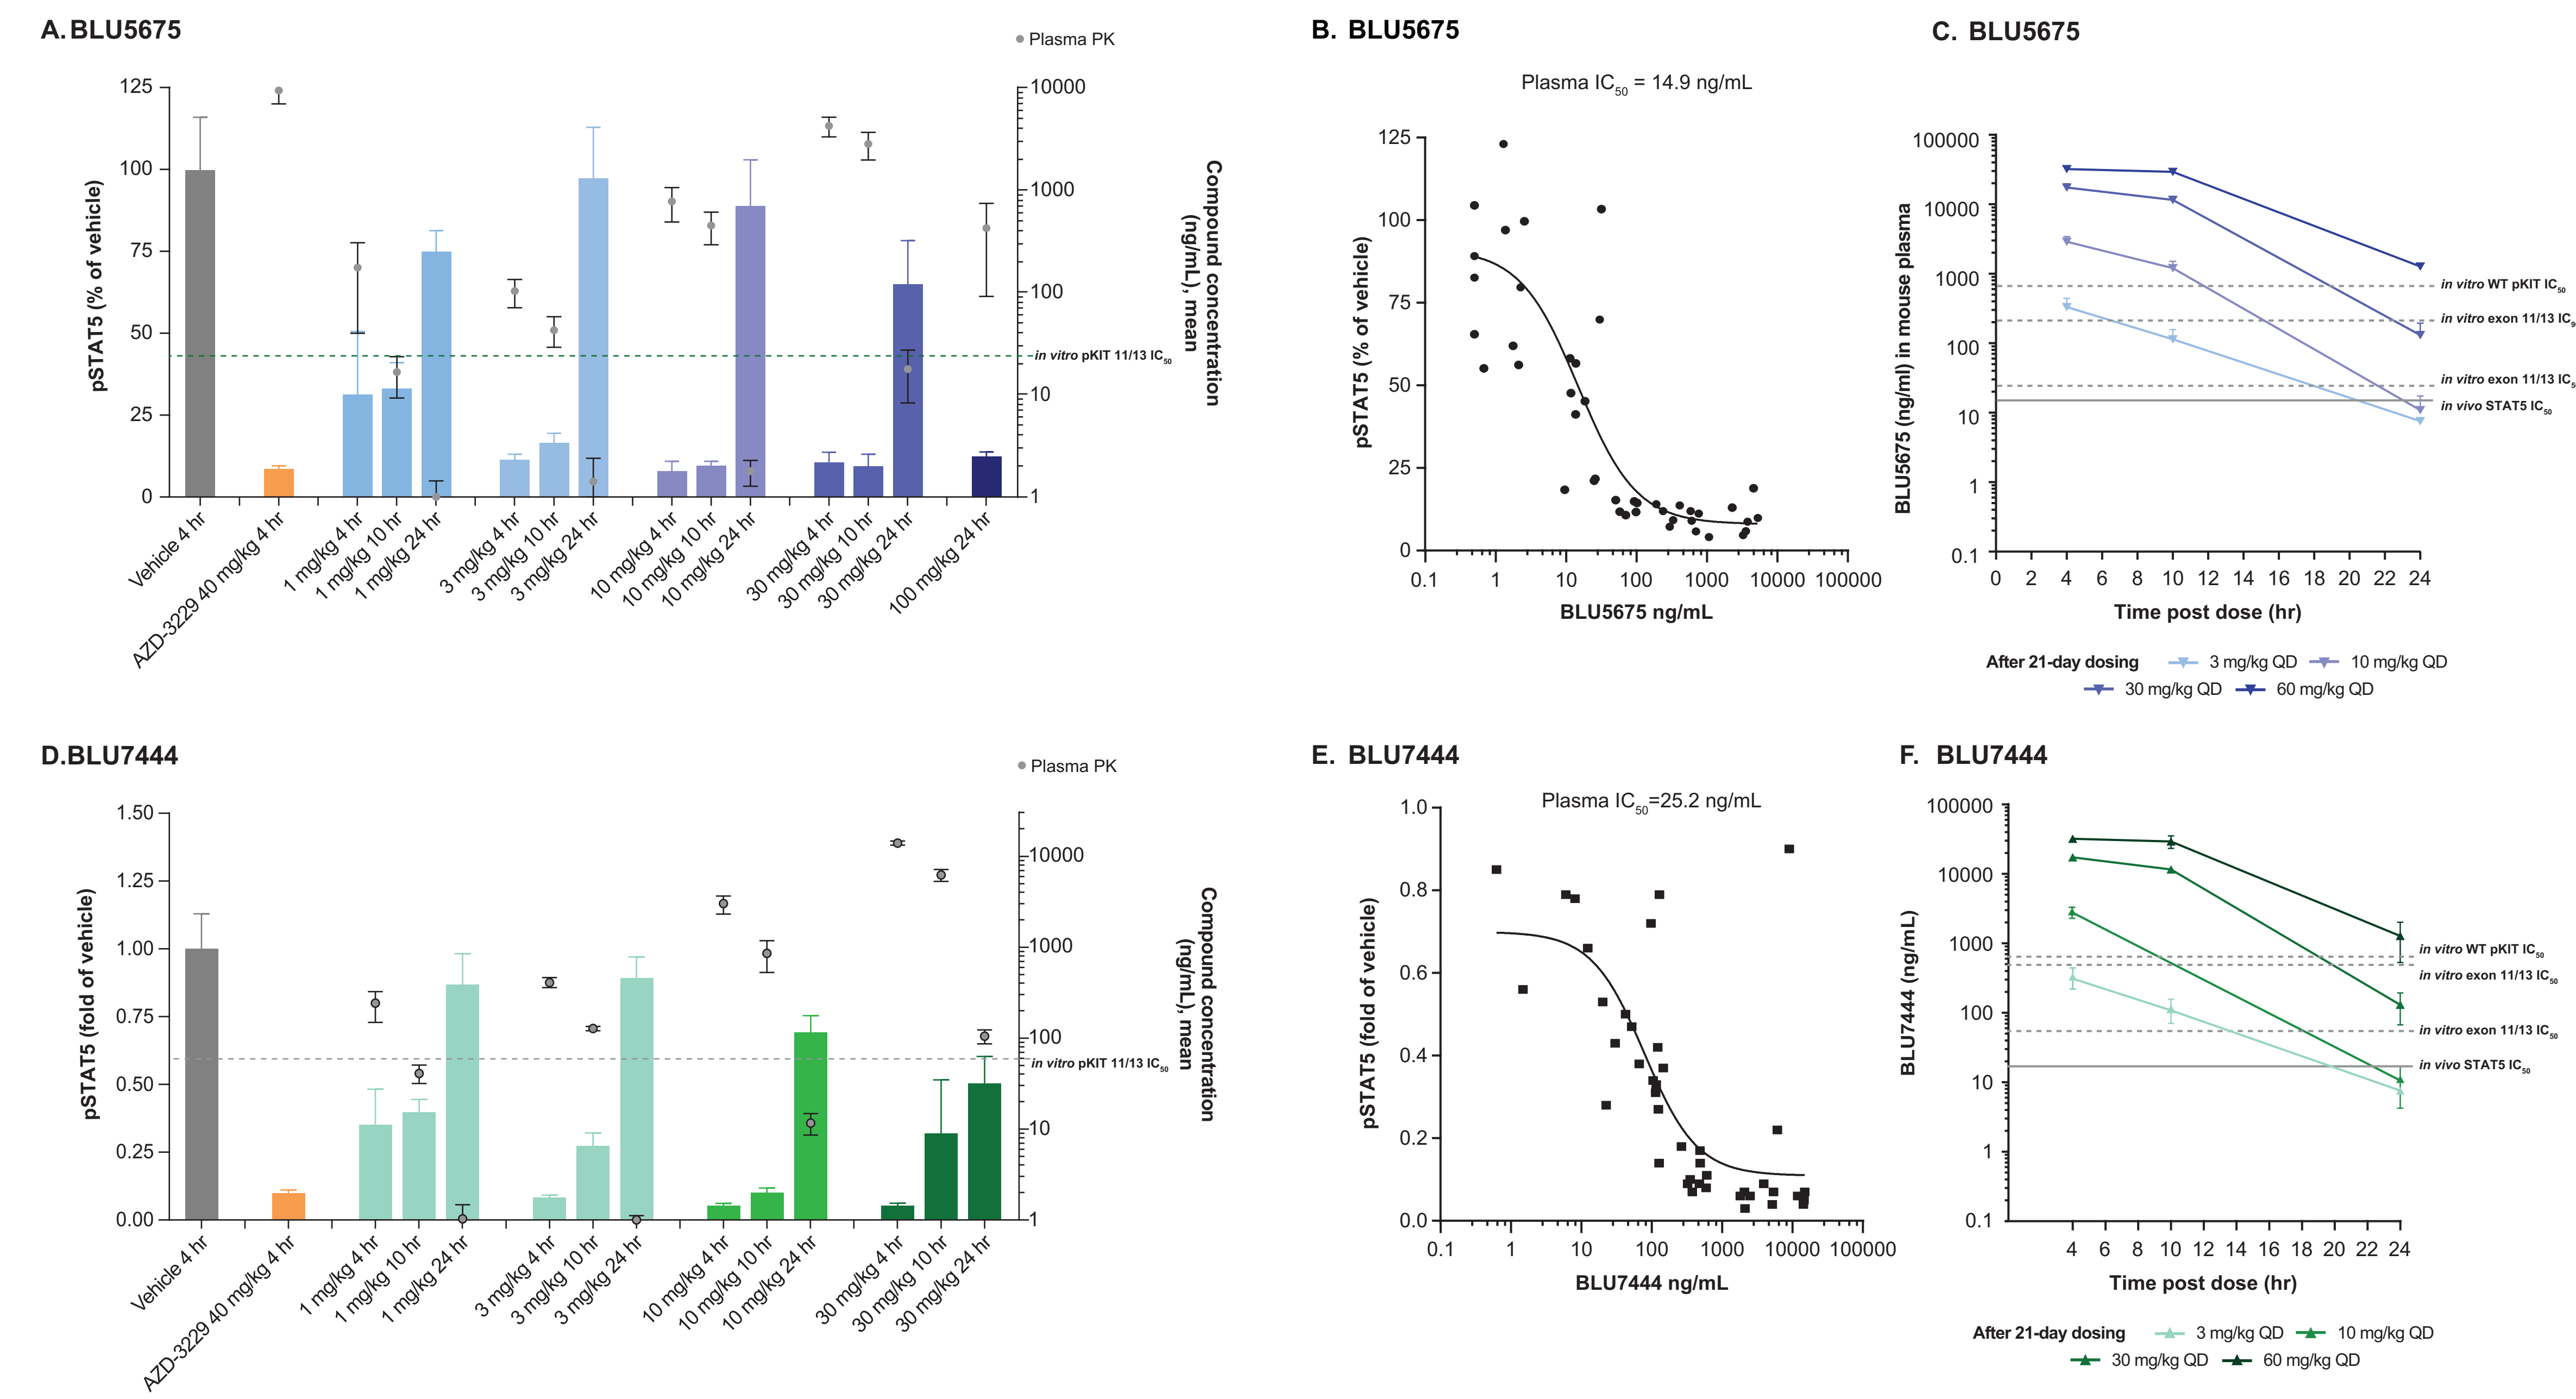 A. BLU5675
Plasma PK
125
100
75
50
25
0
pSTAT5 (% of vehicle)
10000
1000
100
10
1
Compound concentration
(ng/mL), mean
in vitro pKIT 11/13 IC50
Vehicle 4 hr
AZD-3229 40 mg/kg 4 hr
1 mg/kg 4 hr
1 mg/kg 10 hr
1 mg/kg 24 hr
3 mg/kg 4 hr
3 mg/kg 10 hr
3 mg/kg 24 hr
10 mg/kg 4 hr
10 mg/kg 10 hr
10 mg/kg 24 hr
30 mg/kg 4 hr
30 mg/kg 10 hr
30 mg/kg 24 hr
100 mg/kg 24 hr
B. BLU5675
Plasma IC50 = 14.9 ng/mL
125
100
75
50
25
0
pSTAT5 (% of vehicle)
0.1 1 10 100 1000 10000 100000
BLU5675 ng/mL
C. BLU5675
100000
10000
1000
100
10
1
0.1
BLU5675 (ng/ml) in mouse plasma
in vitro WT pKIT IC50
in vitro exon 11/13 IC
in vitro exon 11/13 IC
in vivo STAT5 IC50
0 2 4 6 8 10 12 14 16 18 20 22 24
Time post dose (hr)
After 21-day dosing 3 mg/kg QD 10 mg/kg QD
30 mg/kg QD 60 mg/kg QD
D. BLU7444
Plasma PK
1.50
1.25
1.00
0.75
0.50
0.25
0.00
pSTAT5 (fold of vehicle)
10000
1000
100
10
1
Compound concentration
(ng/mL), mean
in vitro pKIT 11/13 IC50
Vehicle 4 hr
AZD-3229 40 mg/kg 4 hr
1 mg/kg 4 hr
1 mg/kg 10 hr
1 mg/kg 24 hr
3 mg/kg 4 hr
3 mg/kg 10 hr
3 mg/kg 24 hr
10 mg/kg 4 hr
10 mg/kg 10 hr
10 mg/kg 24 hr
30 mg/kg 4 hr
30 mg/kg 10 hr
30 mg/kg 24 hr
E. BLU7444
Plasma IC50=25.2 ng/mL
1.0
0.8
0.6
0.4
0.2
0.0
pSTAT5 (fold of vehicle)
0.1 1 10 100 1000 10000 100000
BLU7444 ng/mL
F. BLU7444
100000
10000
1000
100
10
1
0.1
BLU7444 (ng/mL)
in vitro WT pKIT IC50
in vitro exon 11/13 IC50
in vitro exon 11/13 IC50
in vivo STAT5 IC50
4 6 8 10 12 14 16 18 20 22 24
Time post dose (hr)
After 21-day dosing 3 mg/kg QD 10 mg/kg QD
30 mg/kg QD 60 mg/kg QD